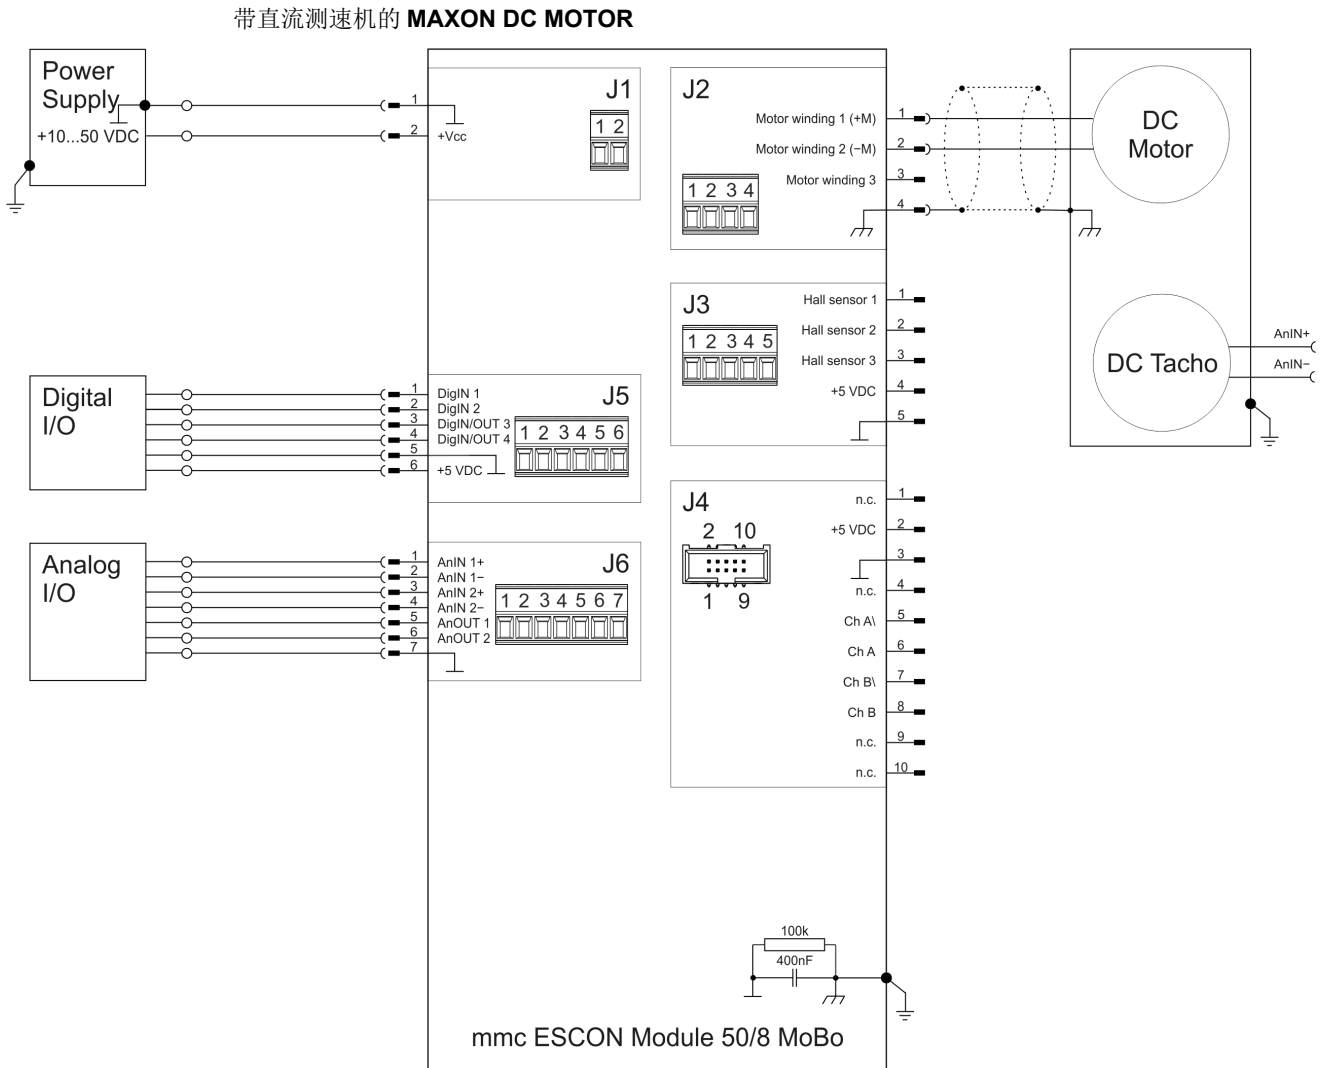 带直流测速机的 MAXON DC MOTOR
Power
Supply
+10...50 VDC
1
2
+Vcc
J1
1 2
J2
Motor winding 1 (+M)
1
Motor winding 2 (−M)
2
Motor winding 3
3
4
1 2 3 4
DC
Motor
J3
1 2 3 4 5
Hall sensor 1
1
Hall sensor 2
2
Hall sensor 3
3
+5 VDC
4
5
DC Tacho
AnIN+
AnIN−
Digital
I/O
1
DigIN 1
2
DigIN 2
3
DigIN/OUT 3
4
DigIN/OUT 4
5
6
+5 VDC
J5
1 2 3 4 5 6
J4
2 10
1 9
n.c.
1
+5 VDC
2
3
n.c.
4
Ch A\
5
Ch A
6
Ch B\
7
Ch B
8
n.c.
9
n.c.
10
Analog
I/O
1
AnIN 1+
2
AnIN 1−
3
AnIN 2+
4
AnIN 2−
5
AnOUT 1
6
AnOUT 2
7
J6
1 2 3 4 5 6 7
100k
400nF
mmc ESCON Module 50/8 MoBo